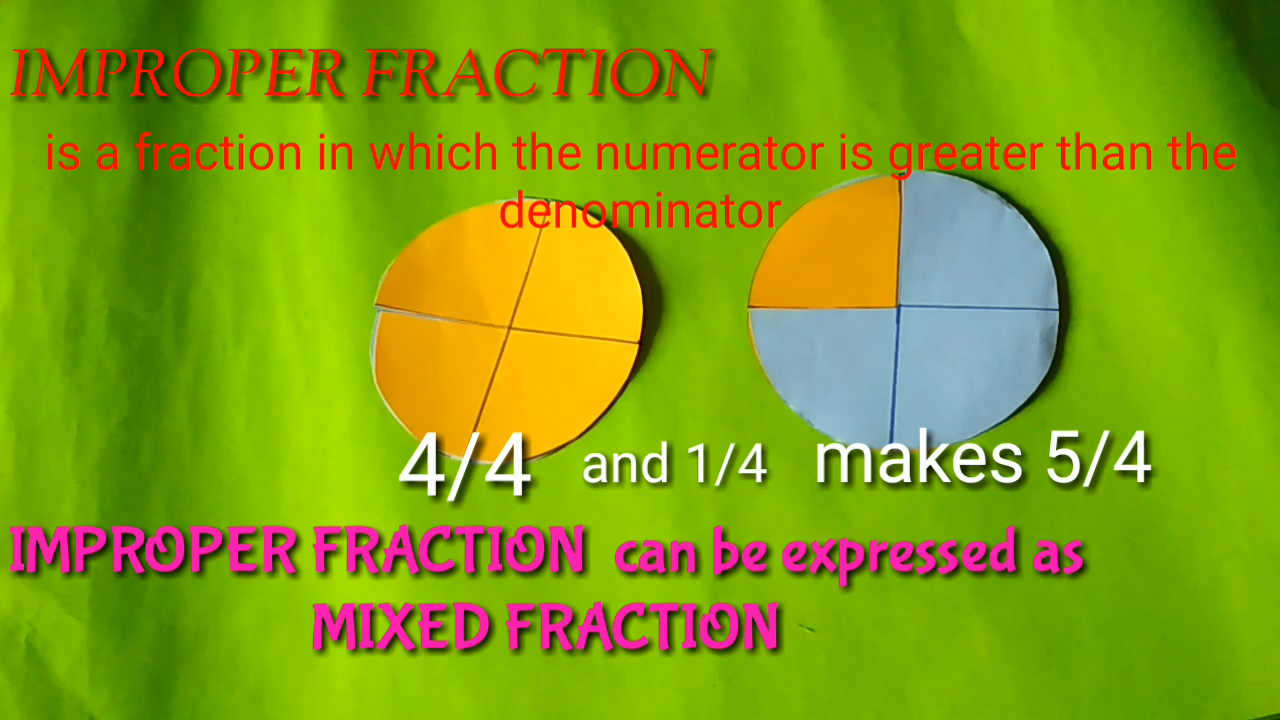 IMPROPER FRACTION
is a fraction in which the numerator is greater than the
denominator
4/4 and 1/4 makes 5/4
IMPROPER FRACTION can be expressed as
MIXED FRACTION